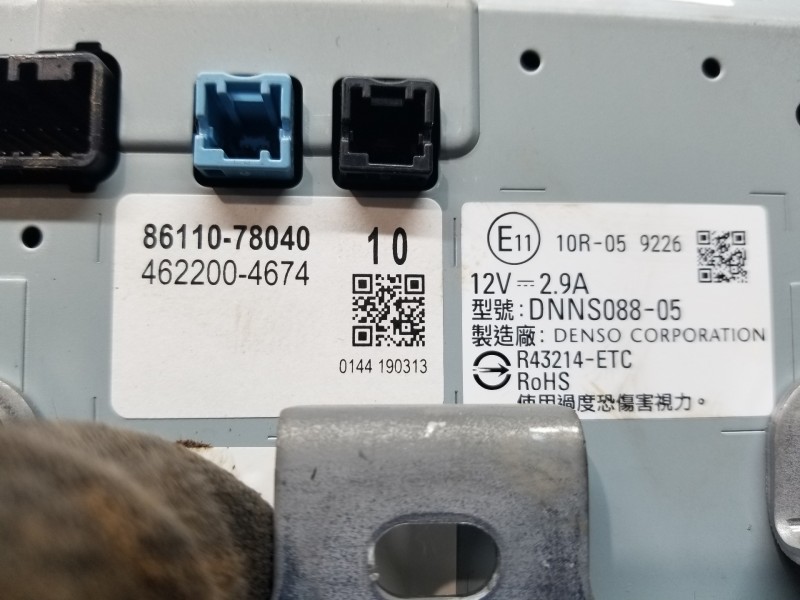 86110-78040 10
462200-4674
0144 190313
E11 10R-05 9226
12V⎓2.9A
型號:DNNS088-05
製造廠: DENSO CORPORATION
R43214-ETC
RoHS
使用過度恐傷害視力。